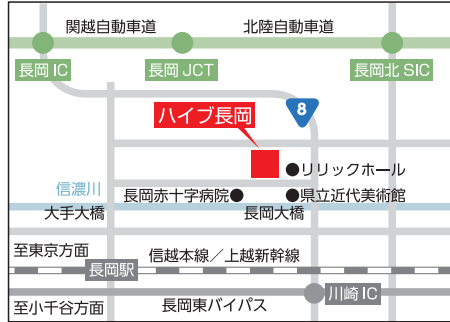 関越自動車道
北陸自動車道
長岡 IC
長岡 JCT
長岡北 SIC
ハイブ長岡
8
リリックホール
信濃川
長岡赤十字病院
県立近代美術館
大手大橋
長岡大橋
至東京方面
信越本線／上越新幹線
長岡駅
川崎 IC
至小千谷方面
長岡東バイパス